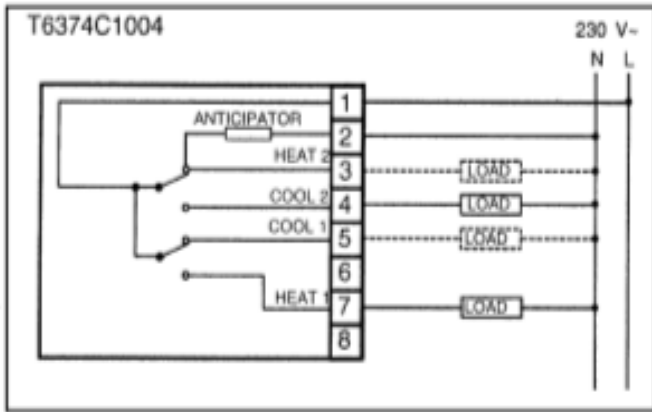 T6374C1004
230 V~
N L
1
ANTICIPATOR
2
HEAT 2
3
LOAD
COOL 2
4
LOAD
COOL 1
5
LOAD
6
HEAT 1
7
LOAD
8